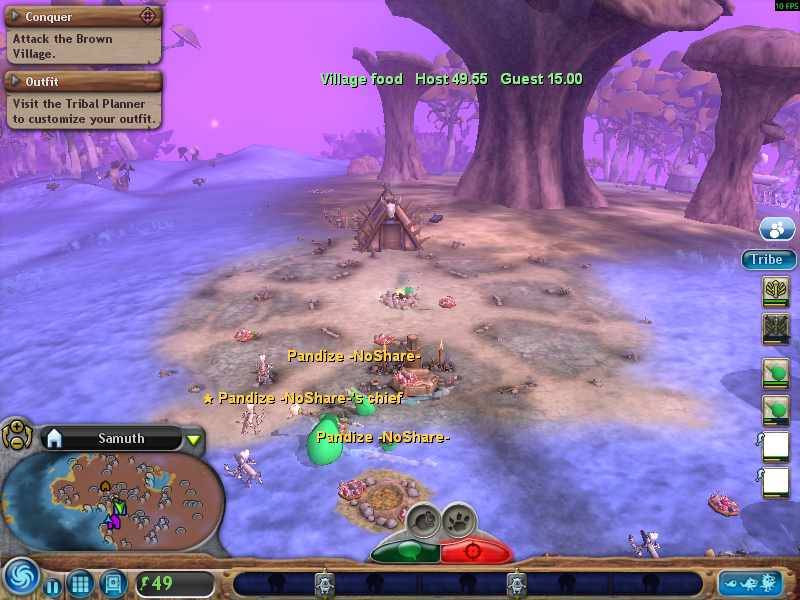 10 FPS
Conquer
Attack the Brown
Village.
Outfit
Visit the Tribal Planner
to customize your outfit.
Village food Host 49.55 Guest 15.00
Tribe
Pandize -NoShare-
★ Pandize -NoShare-'s chief
Pandize -NoShare-
Samuth
49